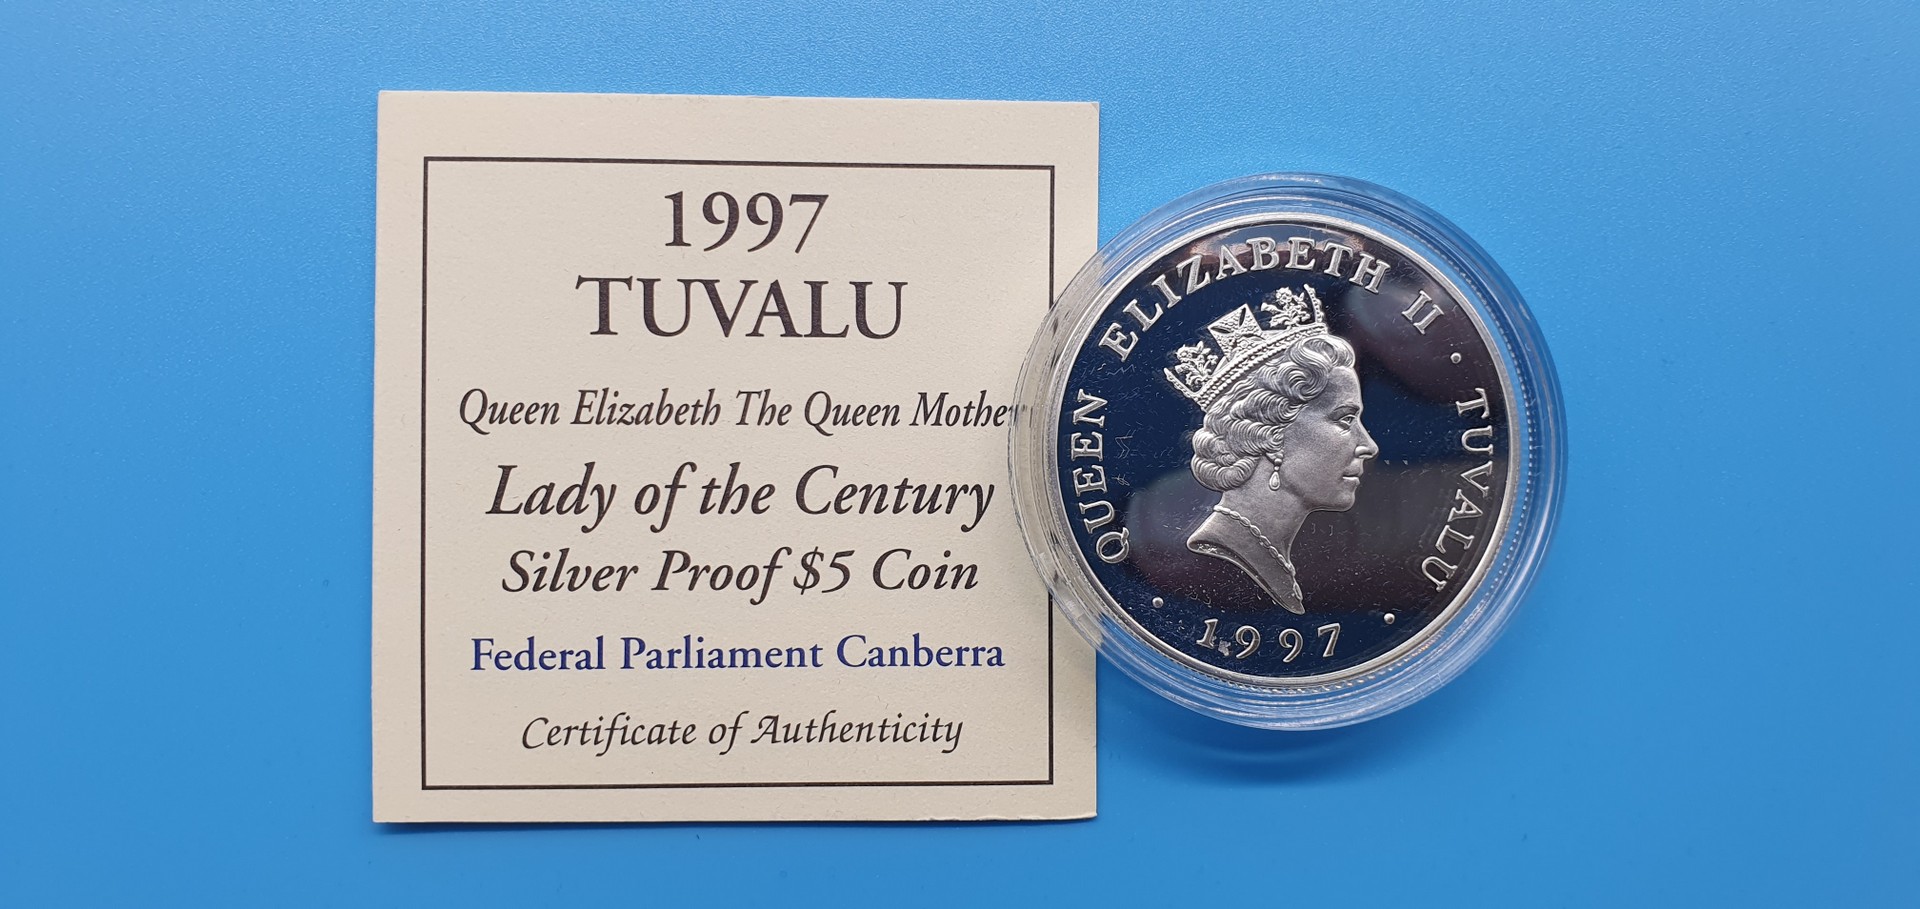 1997
TUVALU
Queen Elizabeth The Queen Mother
Lady of the Century
Silver Proof $5 Coin
Federal Parliament Canberra
Certificate of Authenticity
QUEEN ELIZABETH II · TUVALU
· 1997 ·